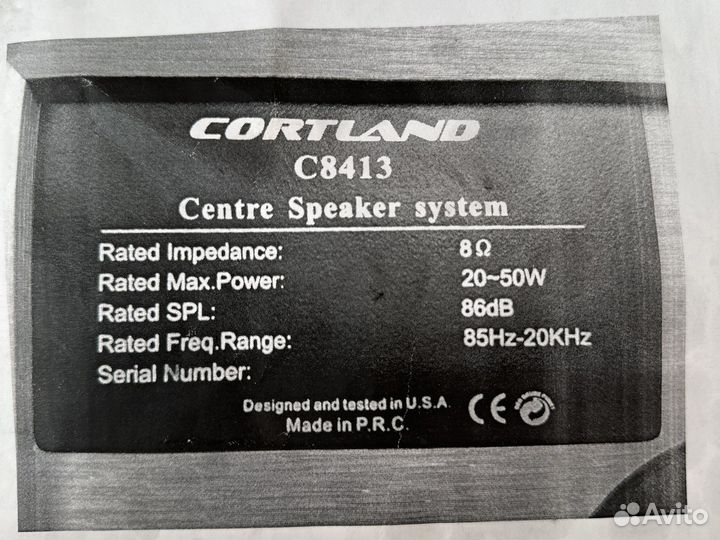 CORTLAND
C8413
Centre Speaker system
Rated Impedance: 8Ω
Rated Max.Power: 20~50W
Rated SPL: 86dB
Rated Freq.Range: 85Hz-20KHz
Serial Number:
Designed and tested in U.S.A.
Made in P.R.C.
CE
Avito